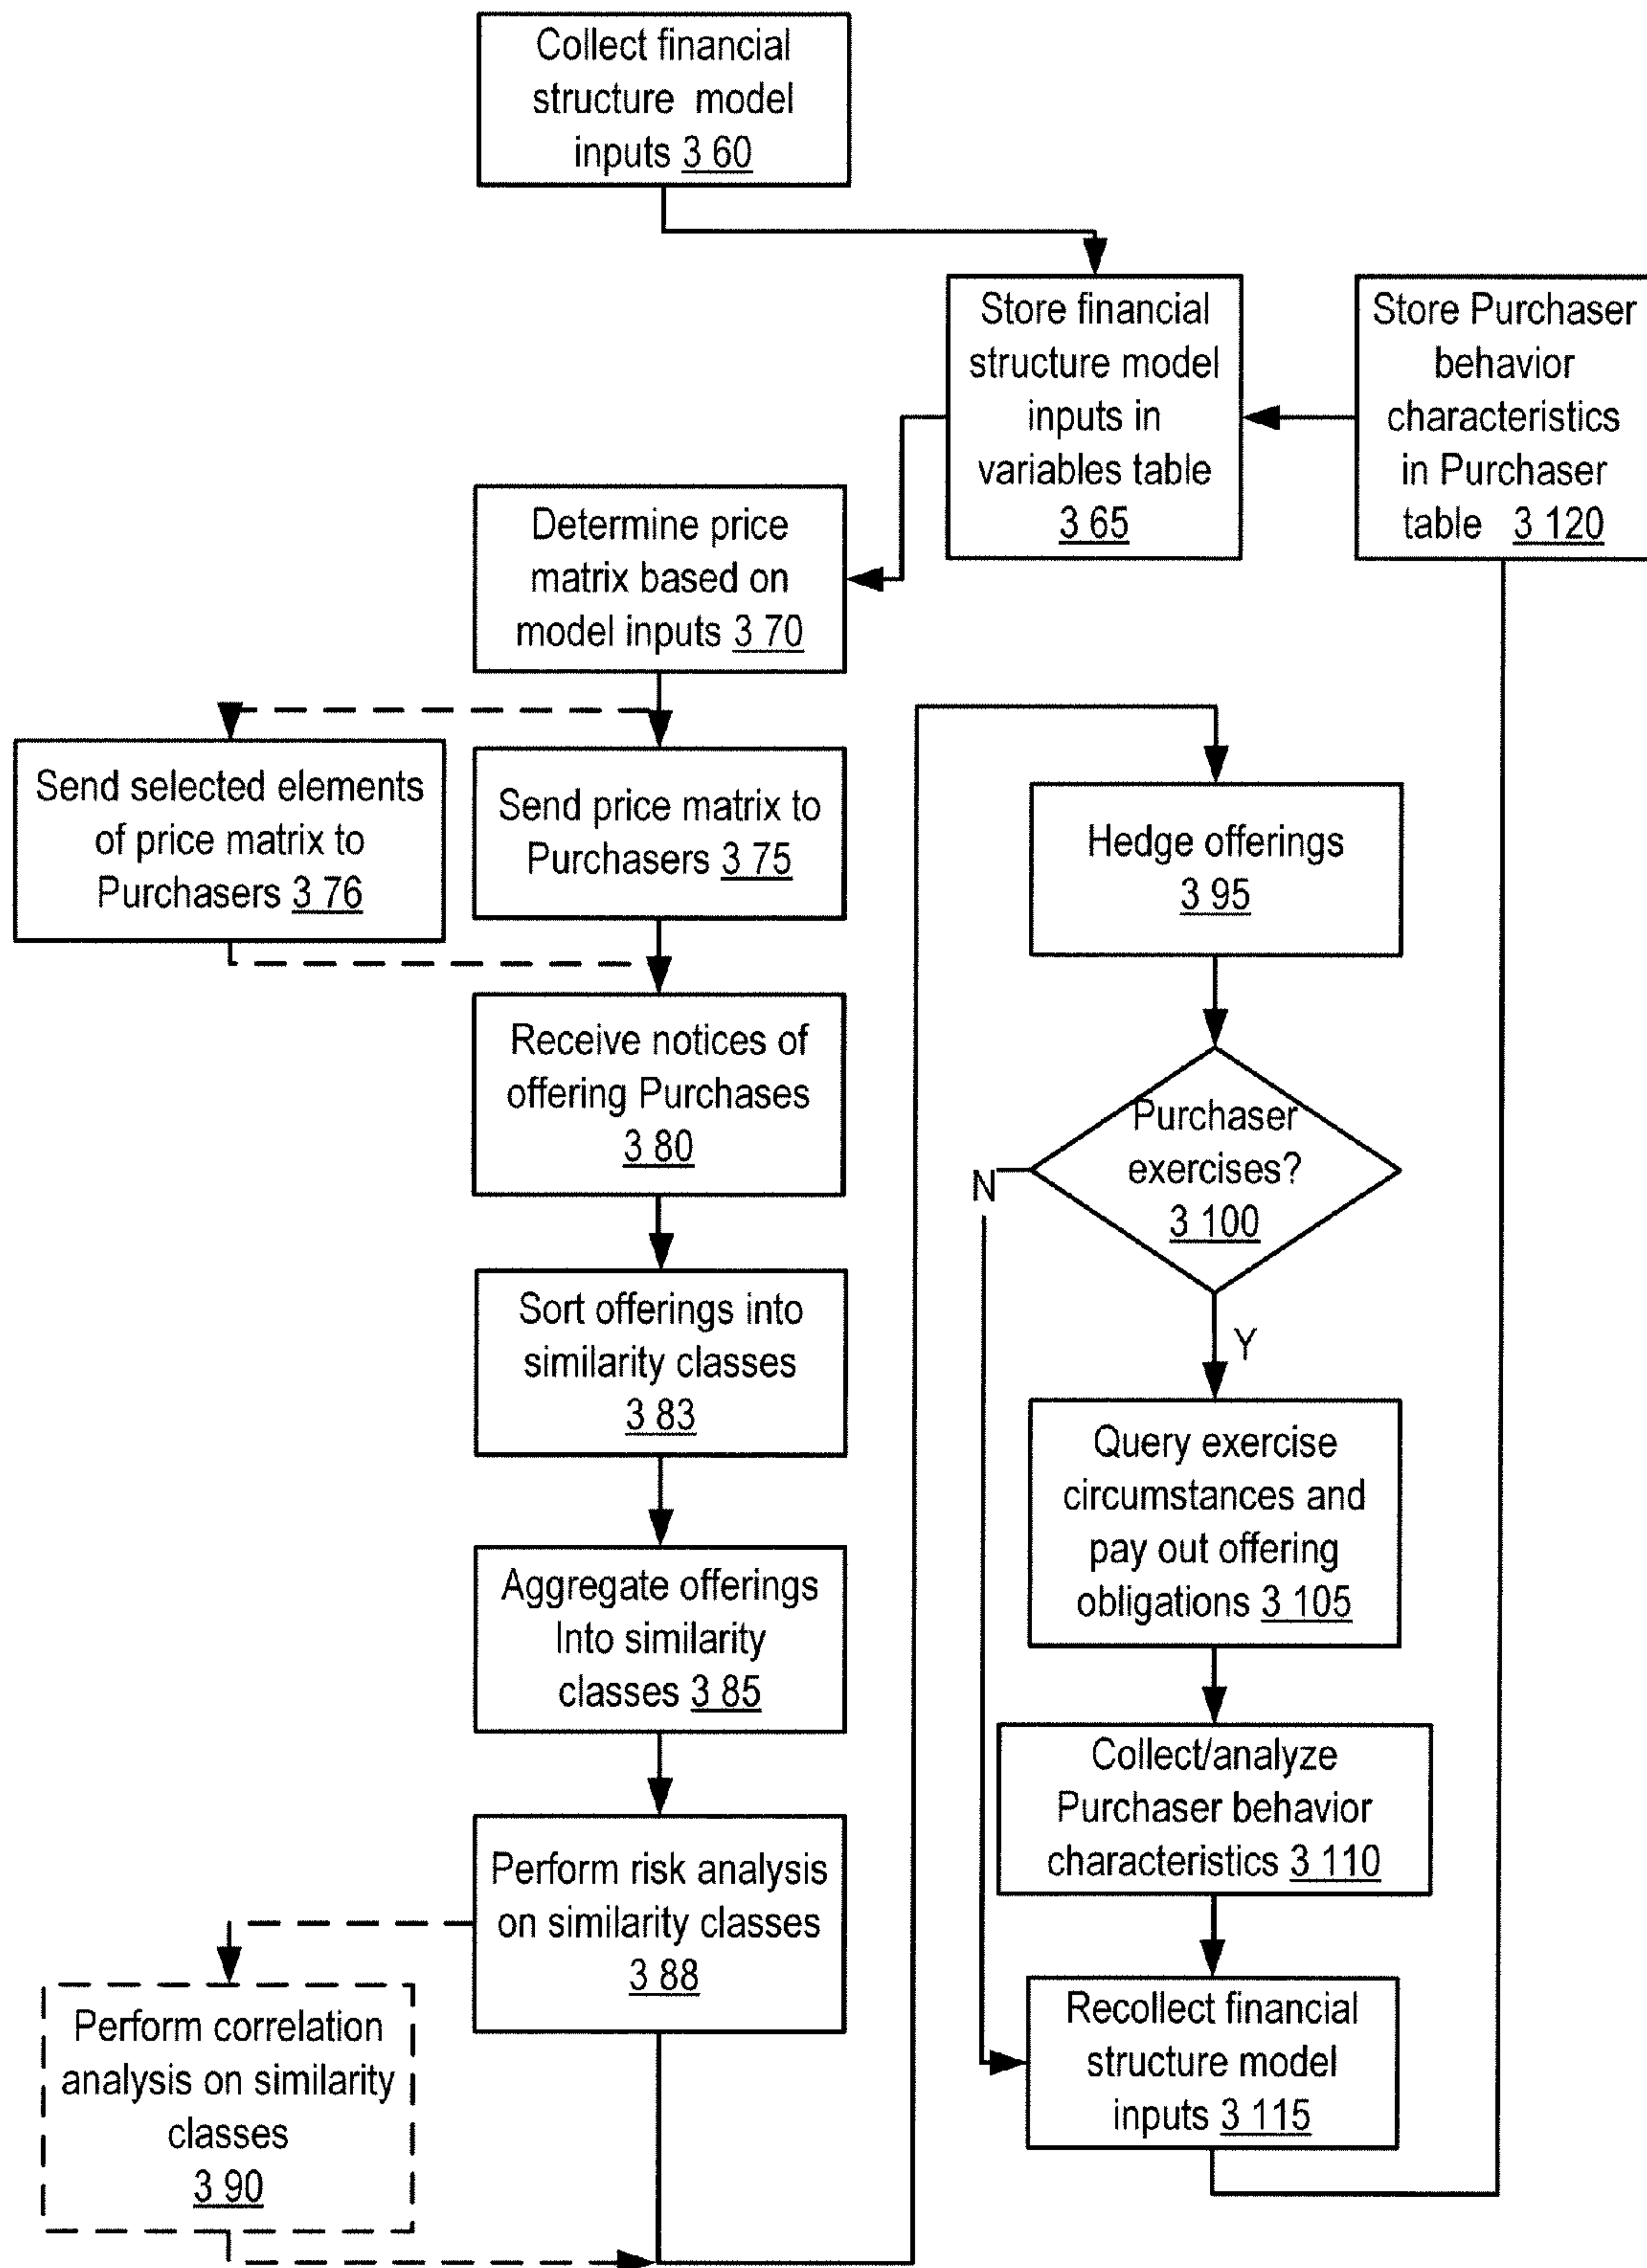 Collect financial
structure model
inputs 3 60
Store financial
structure model
inputs in
variables table
3 65
Store Purchaser
behavior
characteristics
in Purchaser
table 3 120
Determine price
matrix based on
model inputs 3 70
Send selected elements
of price matrix to
Purchasers 3 76
Send price matrix to
Purchasers 3 75
Receive notices of
offering Purchases
3 80
Sort offerings into
similarity classes
3 83
Aggregate offerings
Into similarity
classes 3 85
Perform risk analysis
on similarity classes
3 88
Perform correlation
analysis on similarity
classes
3 90
Hedge offerings
3 95
Purchaser
exercises?
3 100
N
Y
Query exercise
circumstances and
pay out offering
obligations 3 105
Collect/analyze
Purchaser behavior
characteristics 3 110
Recollect financial
structure model
inputs 3 115